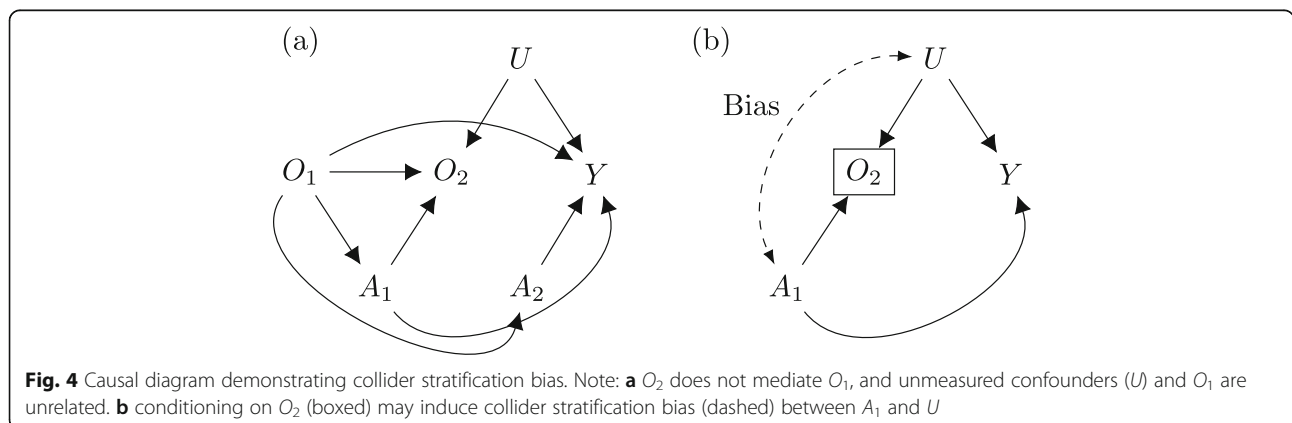 (a)
U
O₁
O₂
Y
A₁
A₂
(b)
U
Bias
O₂
Y
A₁
Fig. 4 Causal diagram demonstrating collider stratification bias. Note: a O₂ does not mediate O₁, and unmeasured confounders (U) and O₁ are
unrelated. b conditioning on O₂ (boxed) may induce collider stratification bias (dashed) between A₁ and U